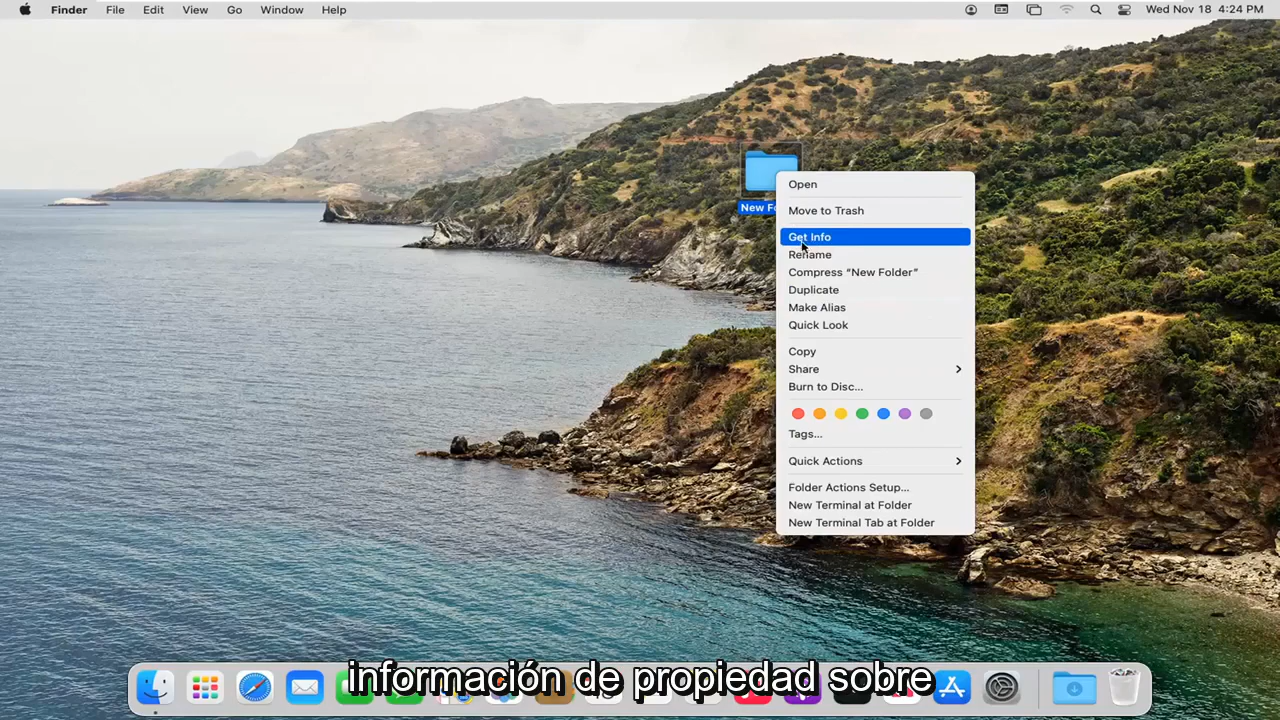 Finder File Edit View Go Window Help Wed Nov 18 4:24 PM
New Fo
Open
Move to Trash
Get Info
Rename
Compress “New Folder”
Duplicate
Make Alias
Quick Look
Copy
Share
Burn to Disc...
Tags...
Quick Actions
Folder Actions Setup...
New Terminal at Folder
New Terminal Tab at Folder
información de propiedad sobre